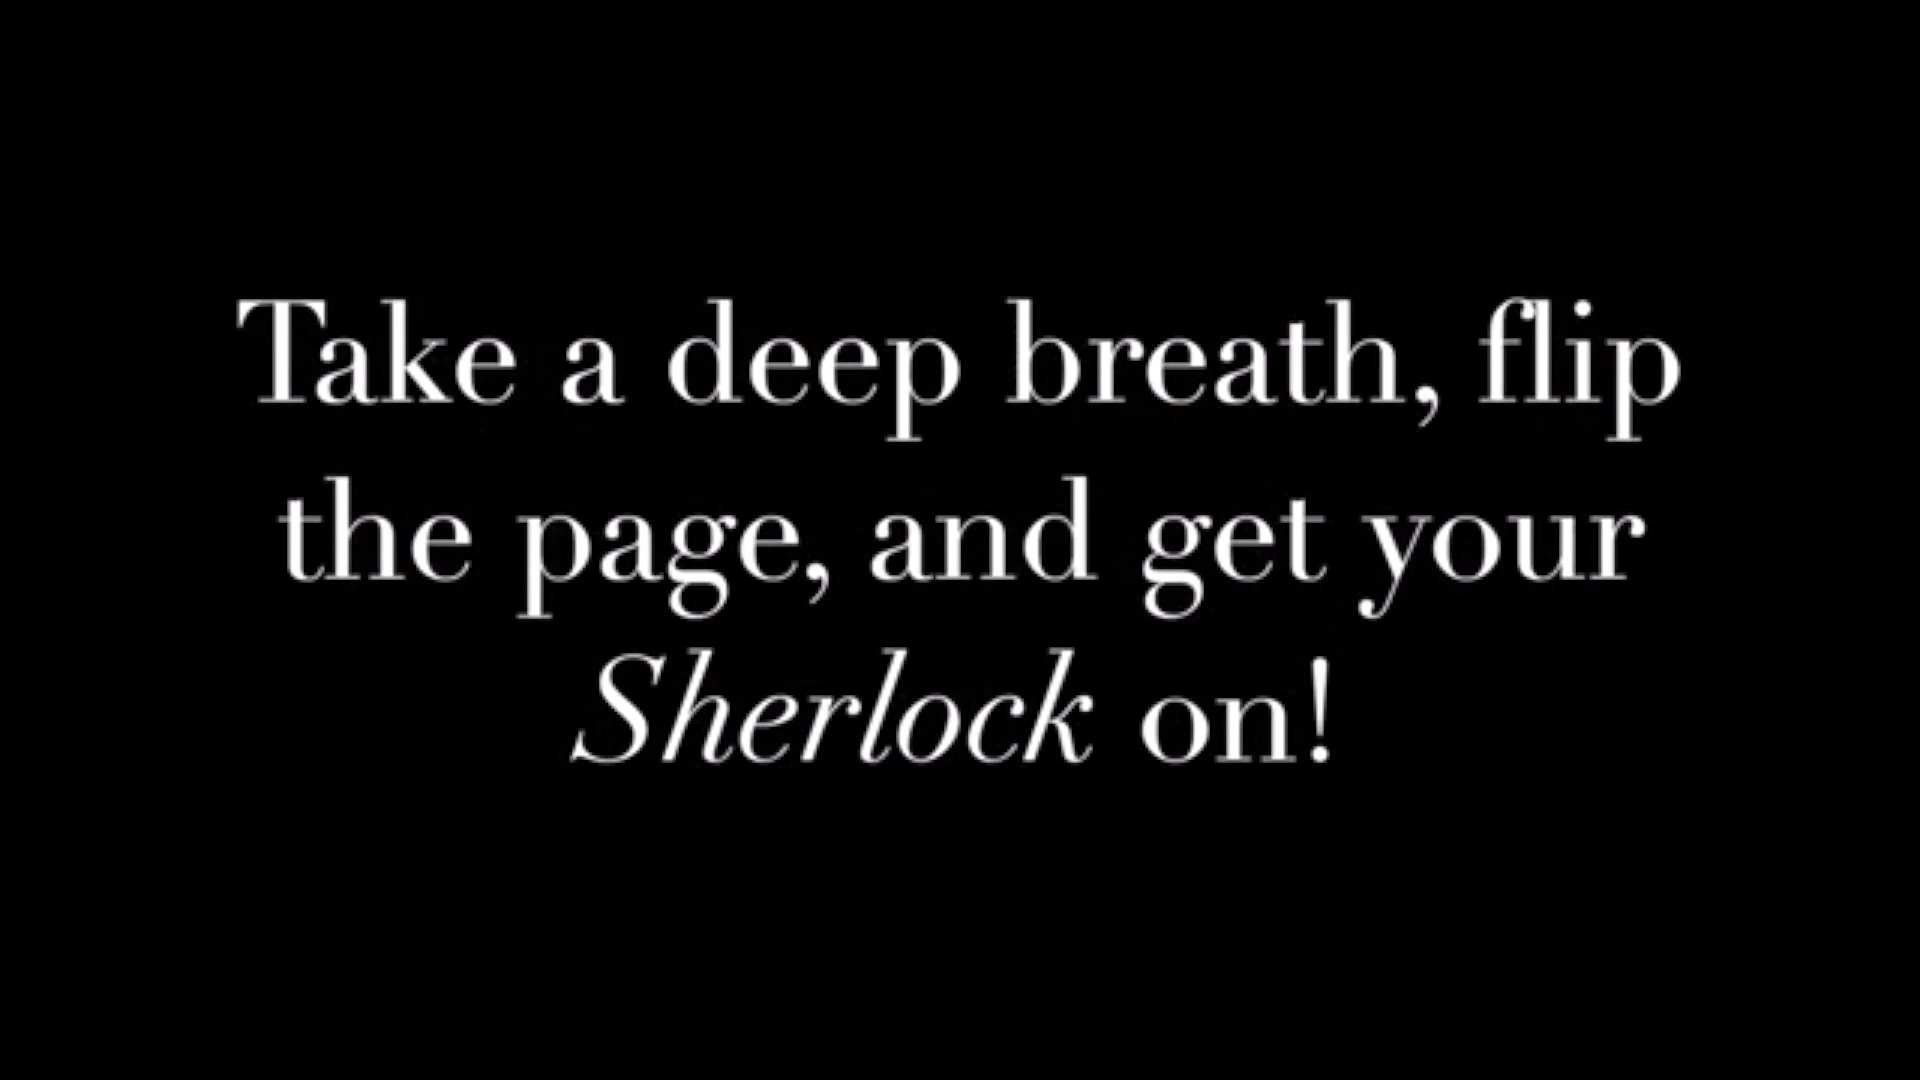 Take a deep breath, flip
the page, and get your
Sherlock on!